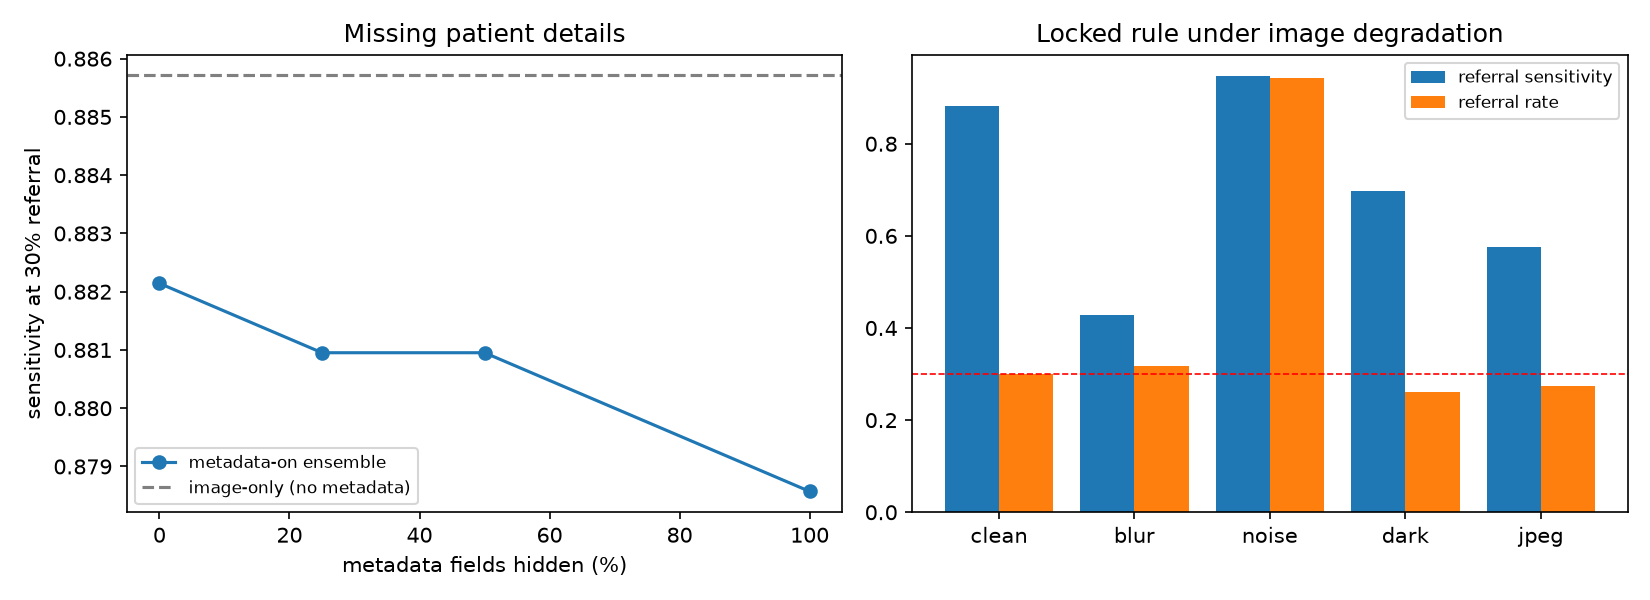 Missing patient details
0.886
0.885
0.884
0.883
0.882
0.881
0.880
0.879
sensitivity at 30% referral
metadata-on ensemble
image-only (no metadata)
0 20 40 60 80 100
metadata fields hidden (%)
Locked rule under image degradation
referral sensitivity
referral rate
0.8
0.6
0.4
0.2
0.0
clean blur noise dark jpeg